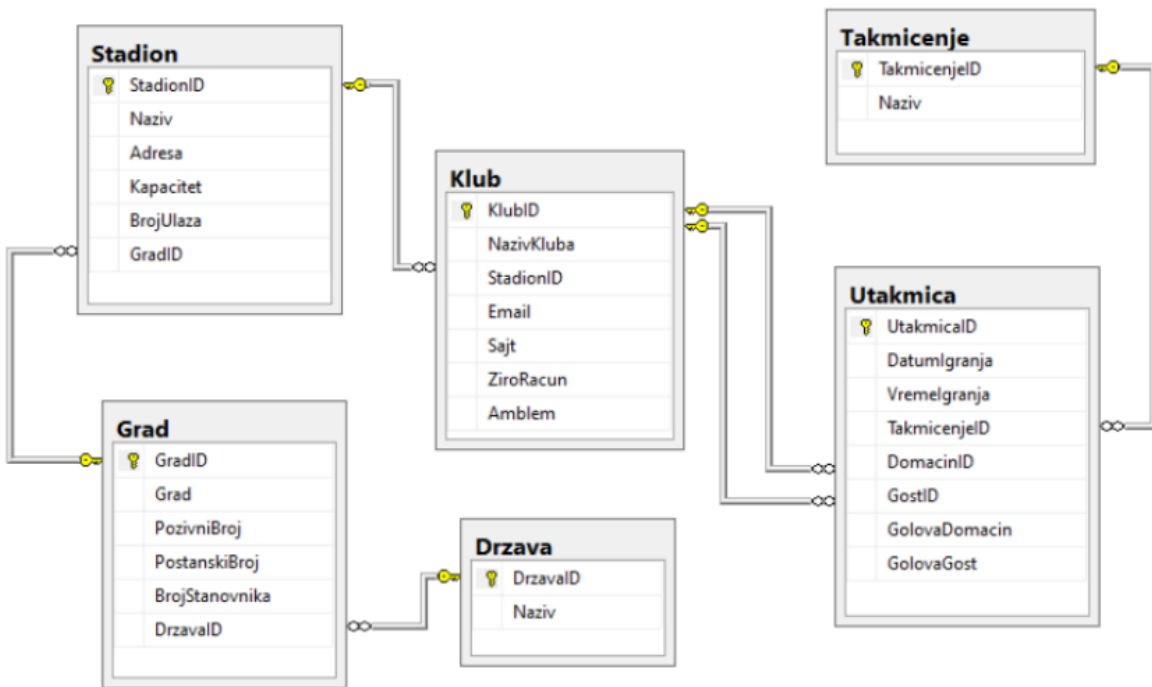 Stadion
StadionID
Naziv
Adresa
Kapacitet
BrojUlaza
GradID
Takmicenje
TakmicenjeID
Naziv
Klub
KlubID
NazivKluba
StadionID
Email
Sajt
ZiroRacun
Amblem
Utakmica
UtakmicaID
DatumIgranja
VremeIgranja
TakmicenjeID
DomacinID
GostID
GolovaDomacin
GolovaGost
Grad
GradID
Grad
PozivniBroj
PostanskiBroj
BrojStanovnika
DrzavaID
Drzava
DrzavaID
Naziv